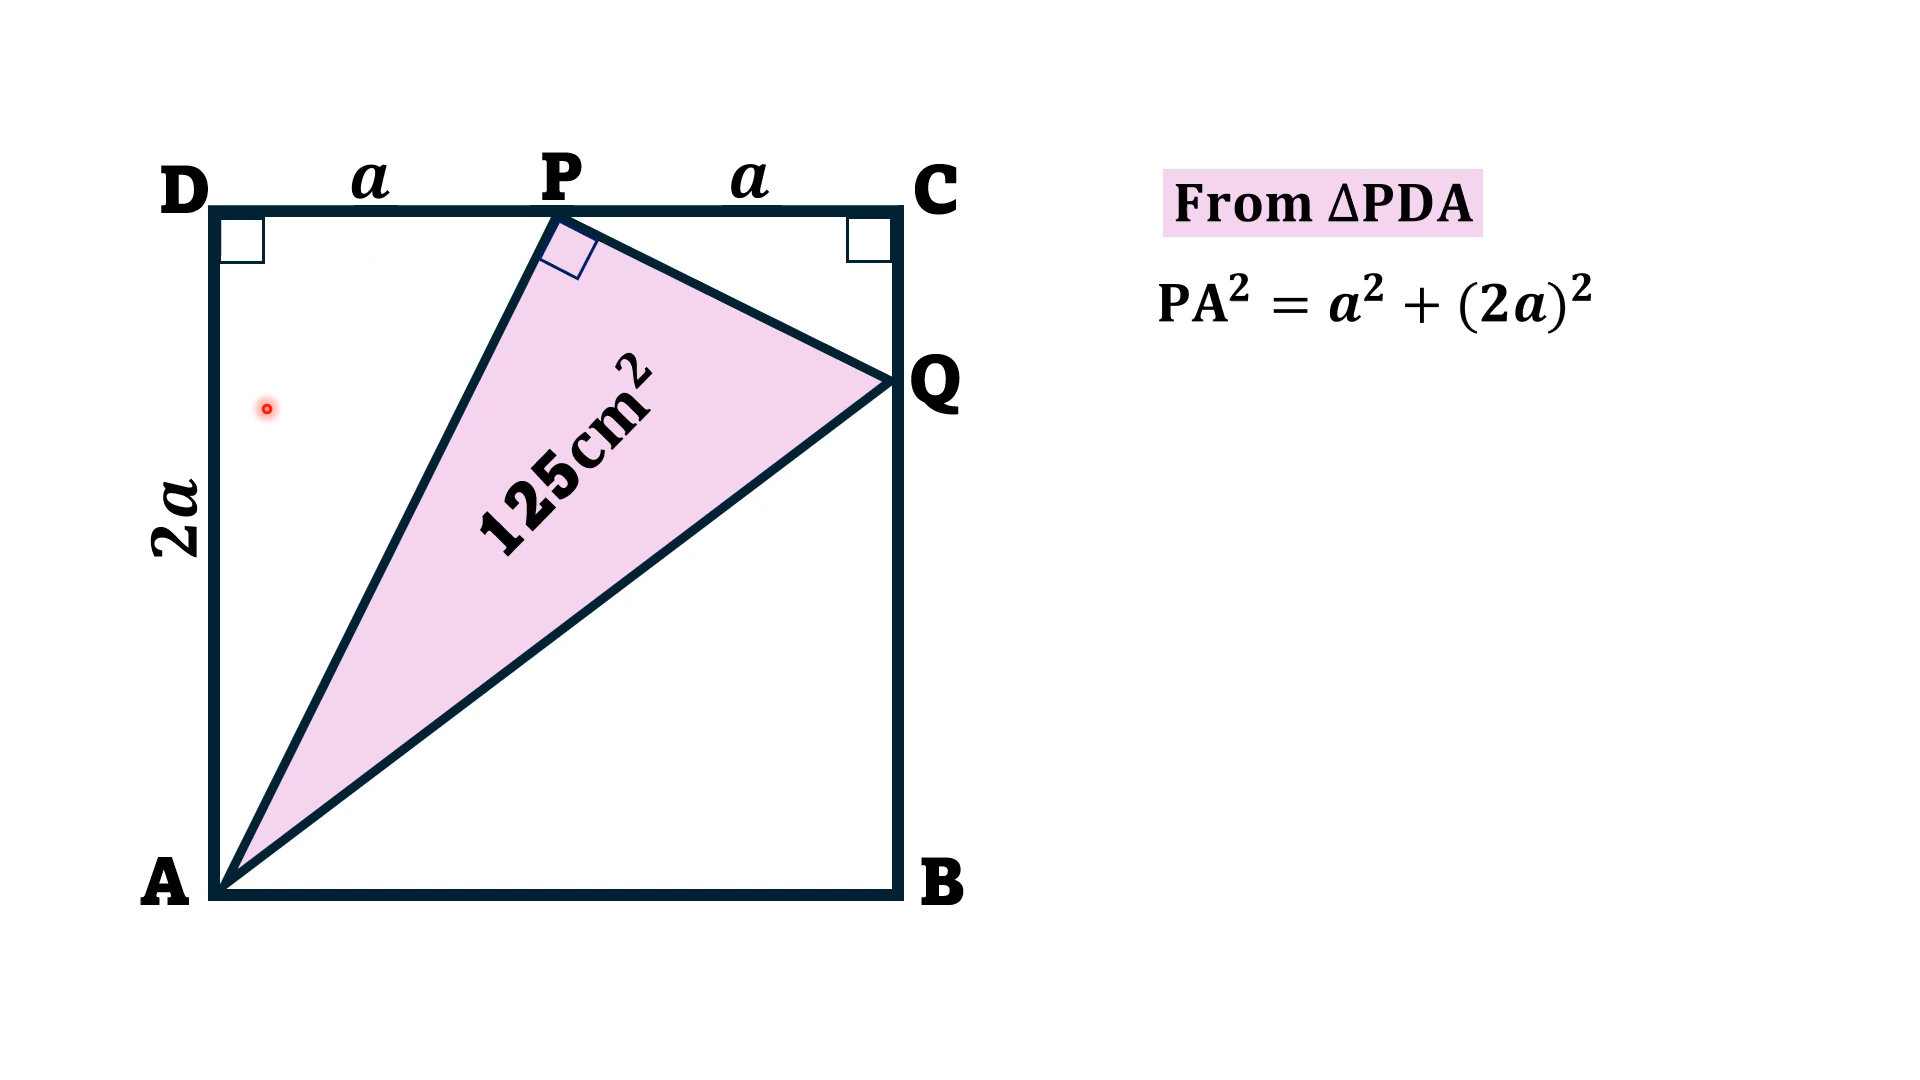 D a P a C
From ΔPDA
PA² = a² + (2a)²
Q
125cm²
2a
A B